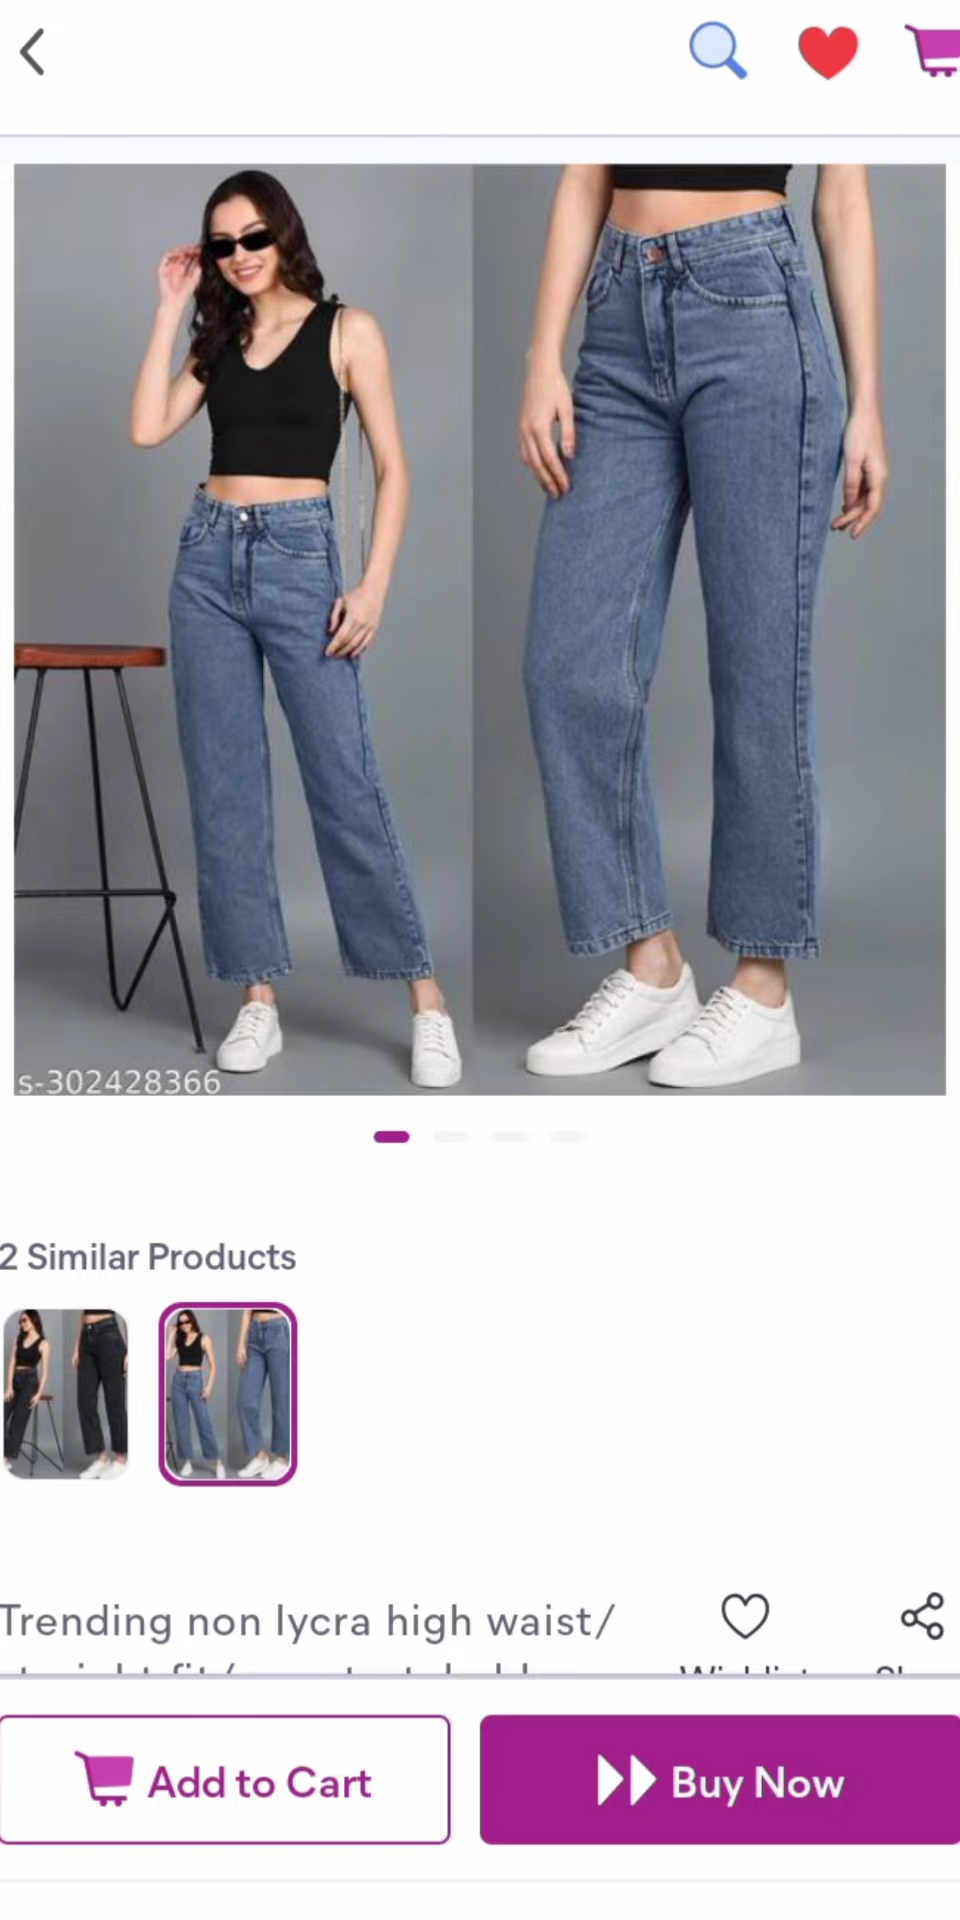 s-302428366
2 Similar Products
Trending non lycra high waist/
Add to Cart
Buy Now